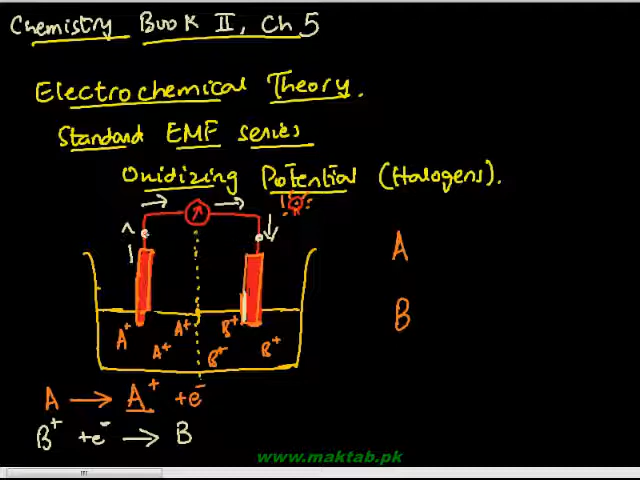 Chemistry Book II, Ch 5
Electrochemical Theory.
Standard EMF series
Oxidizing Potential (Halogens).
A
B
A+ A+ B+
A+ B+ B+
A → A+ + e-
B+ + e- → B
www.maktab.pk